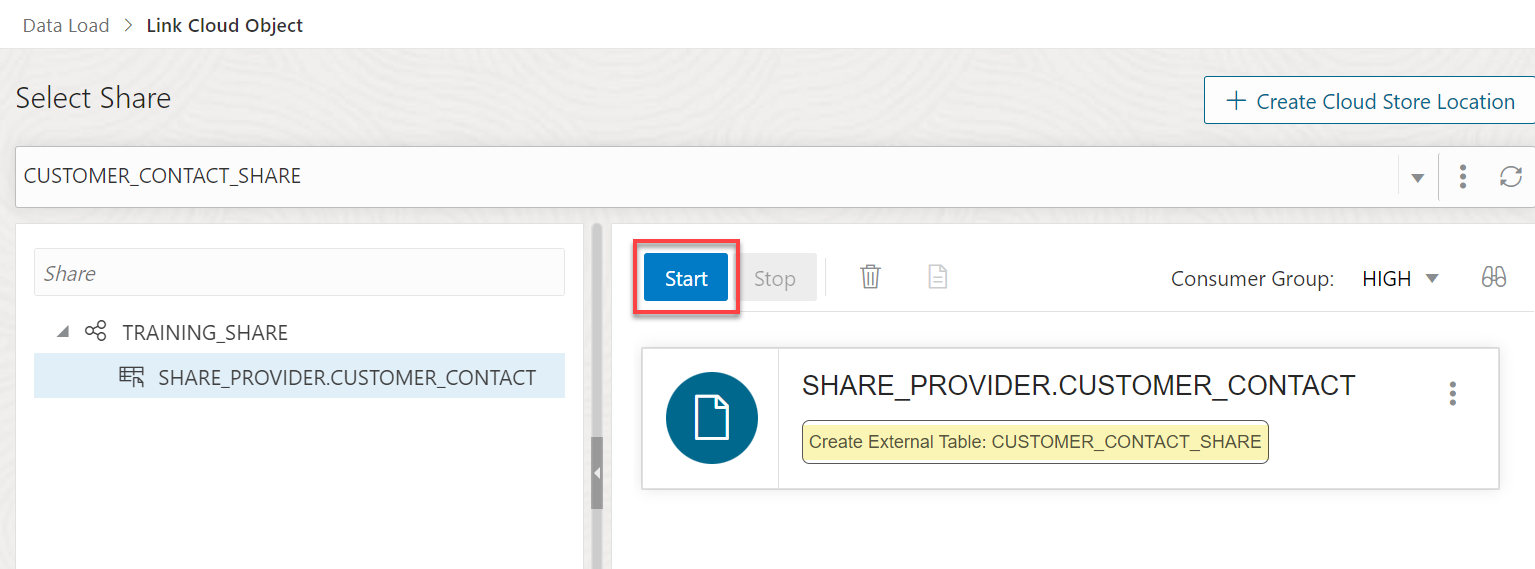 Data Load > Link Cloud Object
Select Share
+ Create Cloud Store Location
CUSTOMER_CONTACT_SHARE
Share
TRAINING_SHARE
SHARE_PROVIDER.CUSTOMER_CONTACT
Start Stop Consumer Group: HIGH
SHARE_PROVIDER.CUSTOMER_CONTACT
Create External Table: CUSTOMER_CONTACT_SHARE